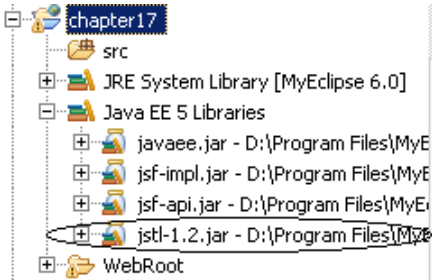 chapter17
src
JRE System Library [MyEclipse 6.0]
Java EE 5 Libraries
javaee.jar - D:\Program Files\MyE
jsf-impl.jar - D:\Program Files\MyE
jsf-api.jar - D:\Program Files\MyE
jstl-1.2.jar - D:\Program Files\MyE
WebRoot